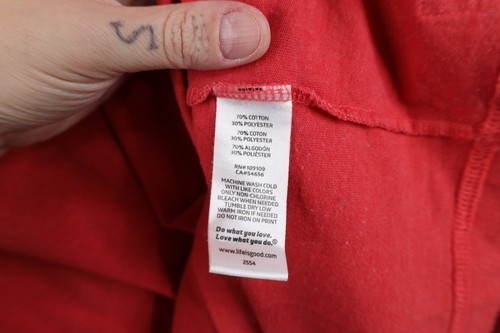 70% COTTON
30% POLYESTER
70% COTON
30% POLYESTER
70% ALGODÓN
30% POLIÉSTER
RN#109109
CA#54656
MACHINE WASH COLD
WITH LIKE COLORS
ONLY NON-CHLORINE
BLEACH WHEN NEEDED
TUMBLE DRY LOW
WARM IRON IF NEEDED
DO NOT IRON ON PRINT
Do what you love.
Love what you do.®
www.lifeisgood.com
2554